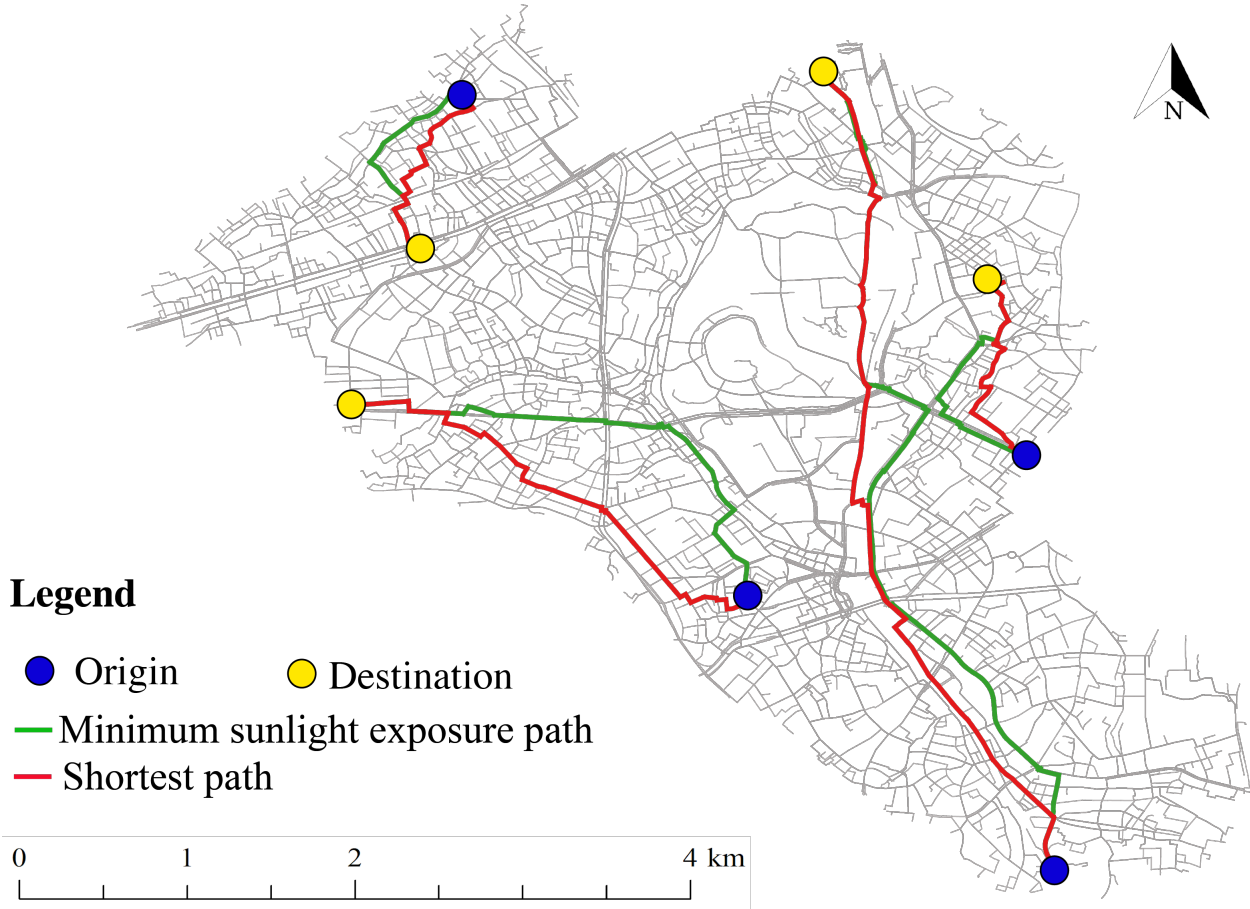 N
Legend
Origin
Destination
Minimum sunlight exposure path
Shortest path
0 1 2 4 km